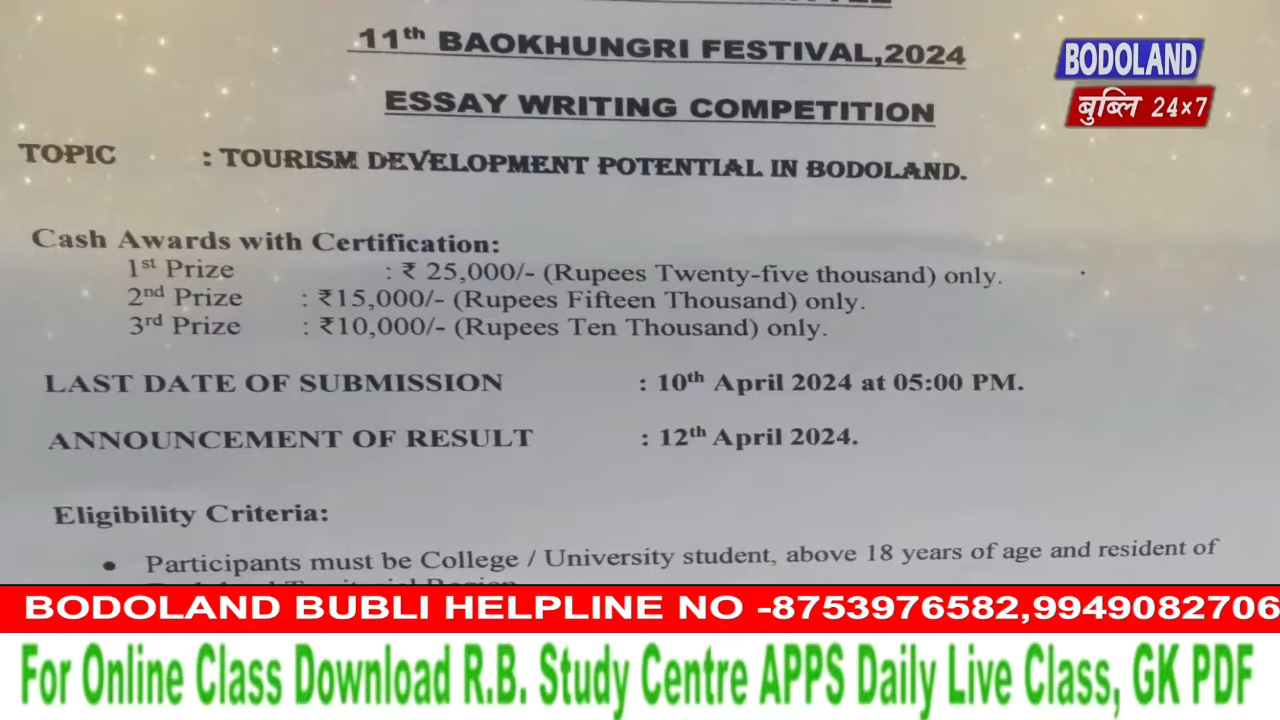 11th BAOKHUNGRI FESTIVAL,2024
BODOLAND
बुब्लि 24×7
ESSAY WRITING COMPETITION
TOPIC : TOURISM DEVELOPMENT POTENTIAL IN BODOLAND.
Cash Awards with Certification:
1st Prize : ₹ 25,000/- (Rupees Twenty-five thousand) only.
2nd Prize : ₹15,000/- (Rupees Fifteen Thousand) only.
3rd Prize : ₹10,000/- (Rupees Ten Thousand) only.
LAST DATE OF SUBMISSION : 10th April 2024 at 05:00 PM.
ANNOUNCEMENT OF RESULT : 12th April 2024.
Eligibility Criteria:
• Participants must be College / University student, above 18 years of age and resident of
BODOLAND BUBLI HELPLINE NO -8753976582,9949082706
For Online Class Download R.B. Study Centre APPS Daily Live Class, GK PDF